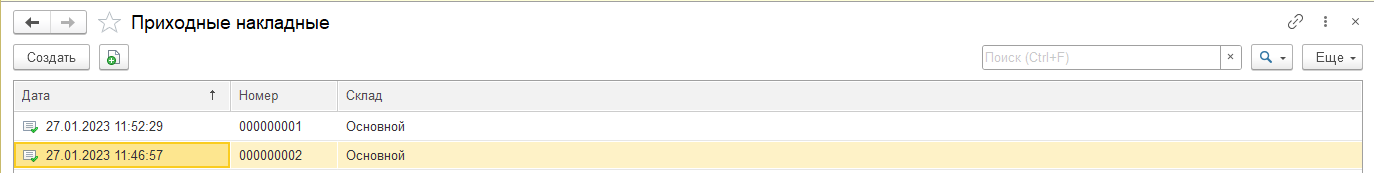 Приходные накладные
Создать
Поиск (Ctrl+F)
×
Еще
Дата ↑ Номер Склад
27.01.2023 11:52:29 000000001 Основной
27.01.2023 11:46:57 000000002 Основной